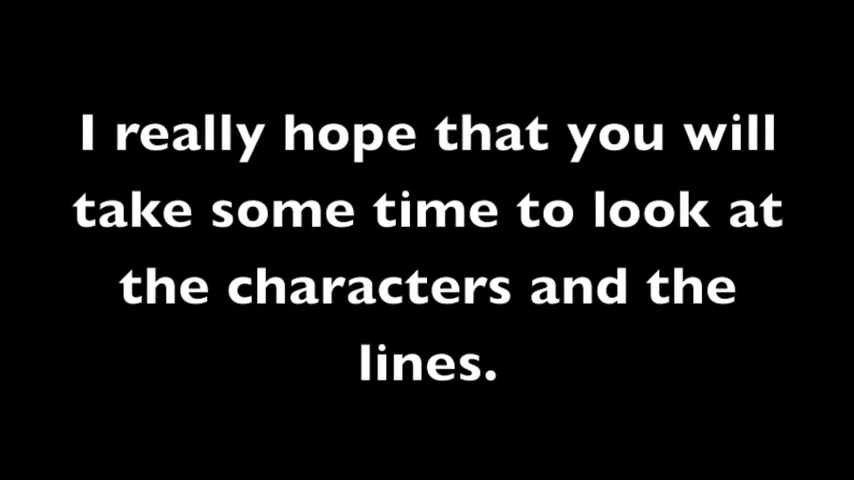 I really hope that you will
take some time to look at
the characters and the
lines.